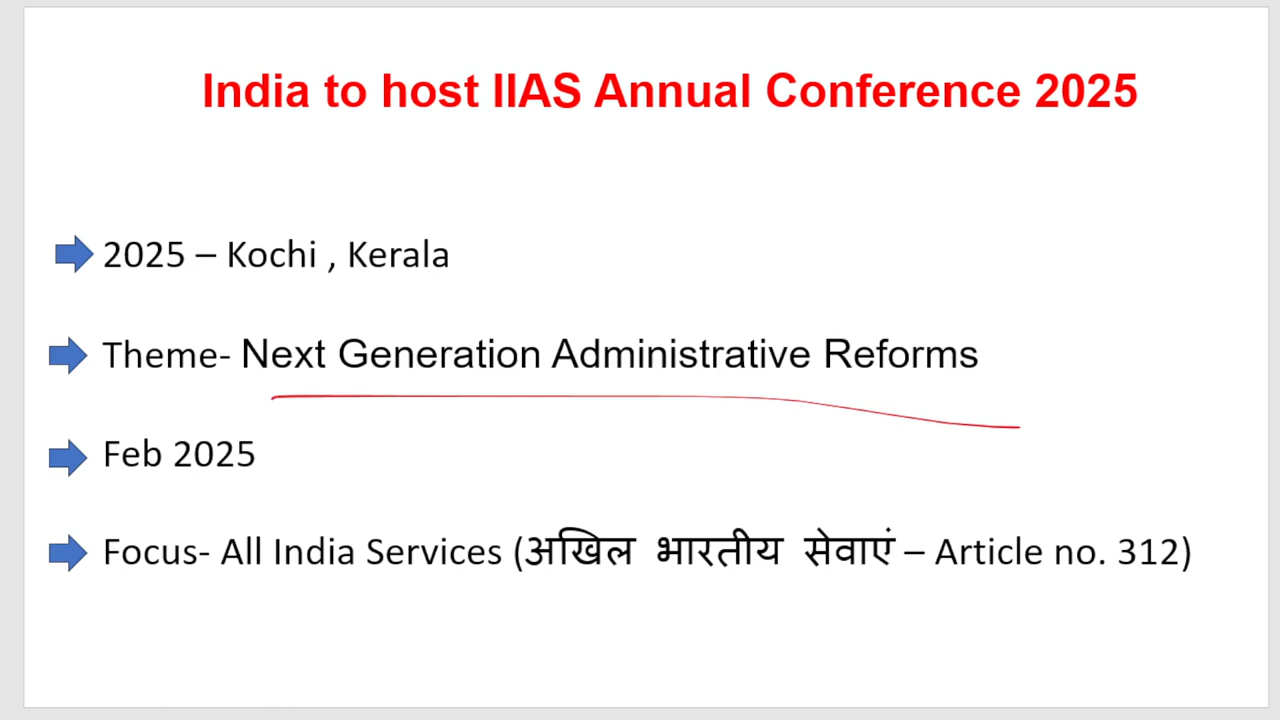 India to host IIAS Annual Conference 2025
2025 – Kochi , Kerala
Theme- Next Generation Administrative Reforms
Feb 2025
Focus- All India Services (अखिल भारतीय सेवाएं – Article no. 312)